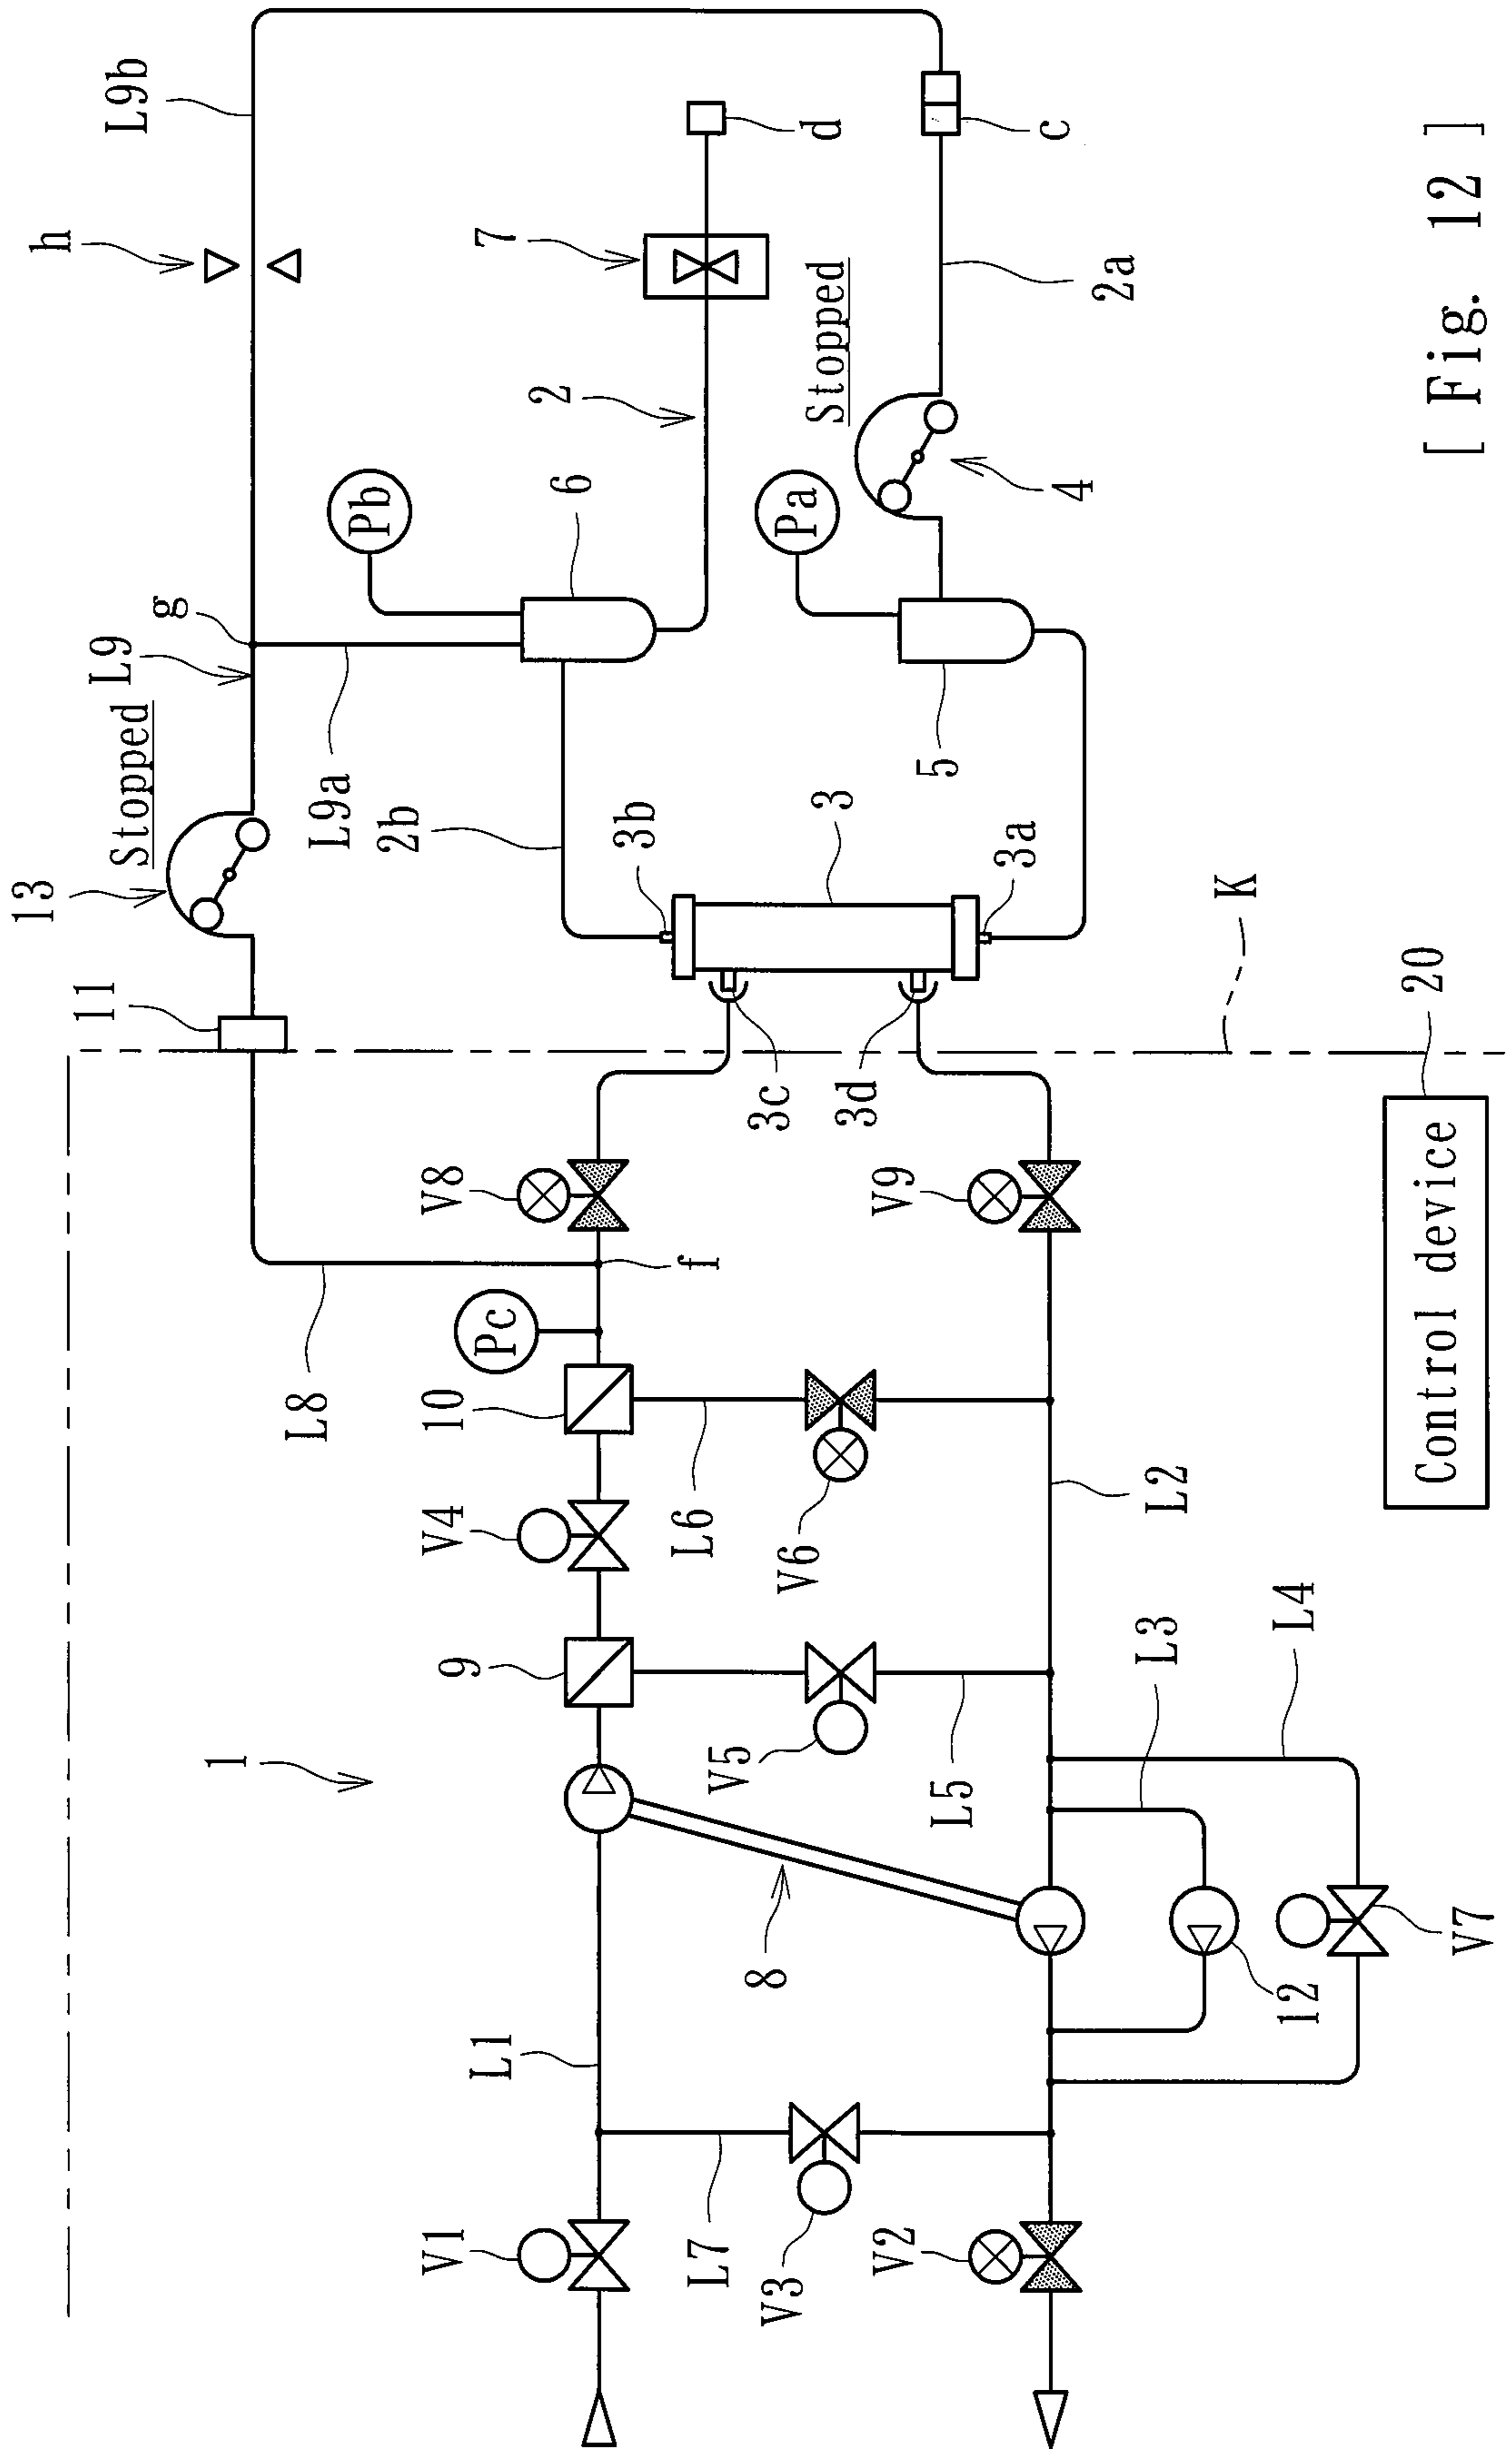 L9b
h
d
c
7
Stopped
2a
2
[ Fig. 12 ]
Pb
6
Pa
4
g
L9
Stopped
L9a
5
13
2b
3b
3
3a
K
11
3c
3d
20
V8
V9
f
Control device
Pc
L8
10
V4
L6
V6
L2
9
L4
L3
1
V5
L5
8
V7
12
L1
V1
L7
V3
V2